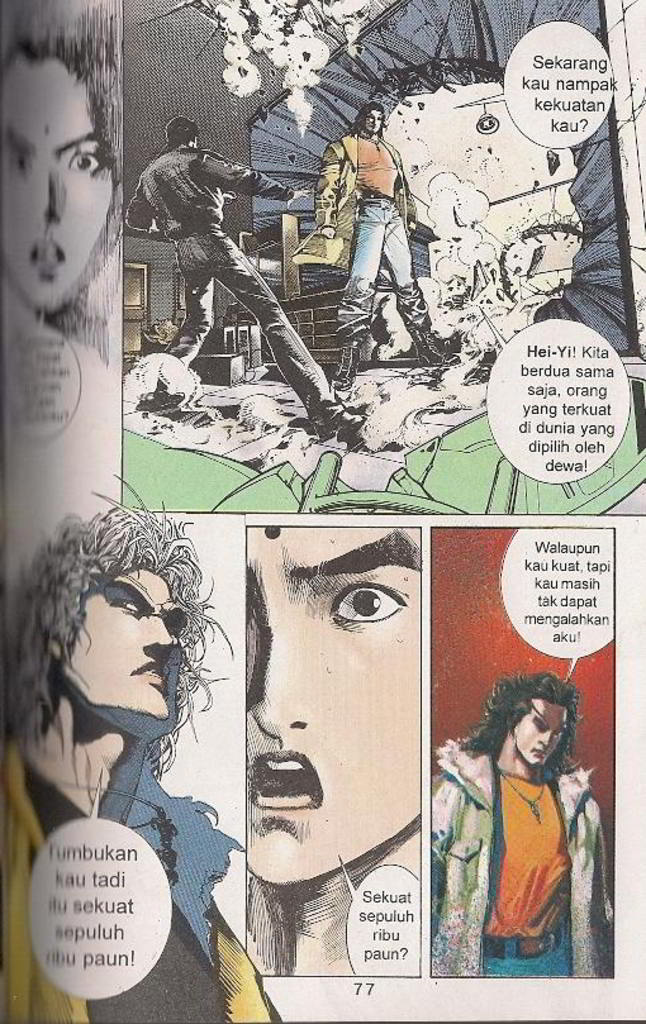 Sekarang
kau nampak
kekuatan
kau?
Hei-Yi! Kita
berdua sama
saja, orang
yang terkuat
di dunia yang
dipilih oleh
dewa!
Tumbukan
kau tadi
itu sekuat
sepuluh
ribu paun!
Sekuat
sepuluh
ribu
paun?
Walaupun
kau kuat, tapi
kau masih
tak dapat
mengalahkan
aku!
77